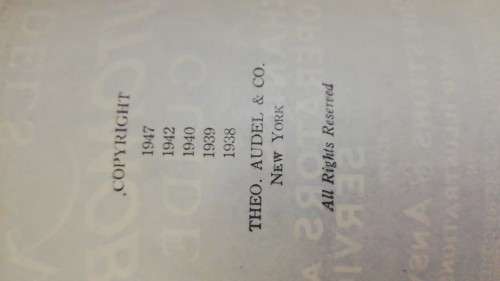 COPYRIGHT
1947
1942
1940
1939
1938
THEO. AUDEL & CO.
NEW YORK
All Rights Reserved